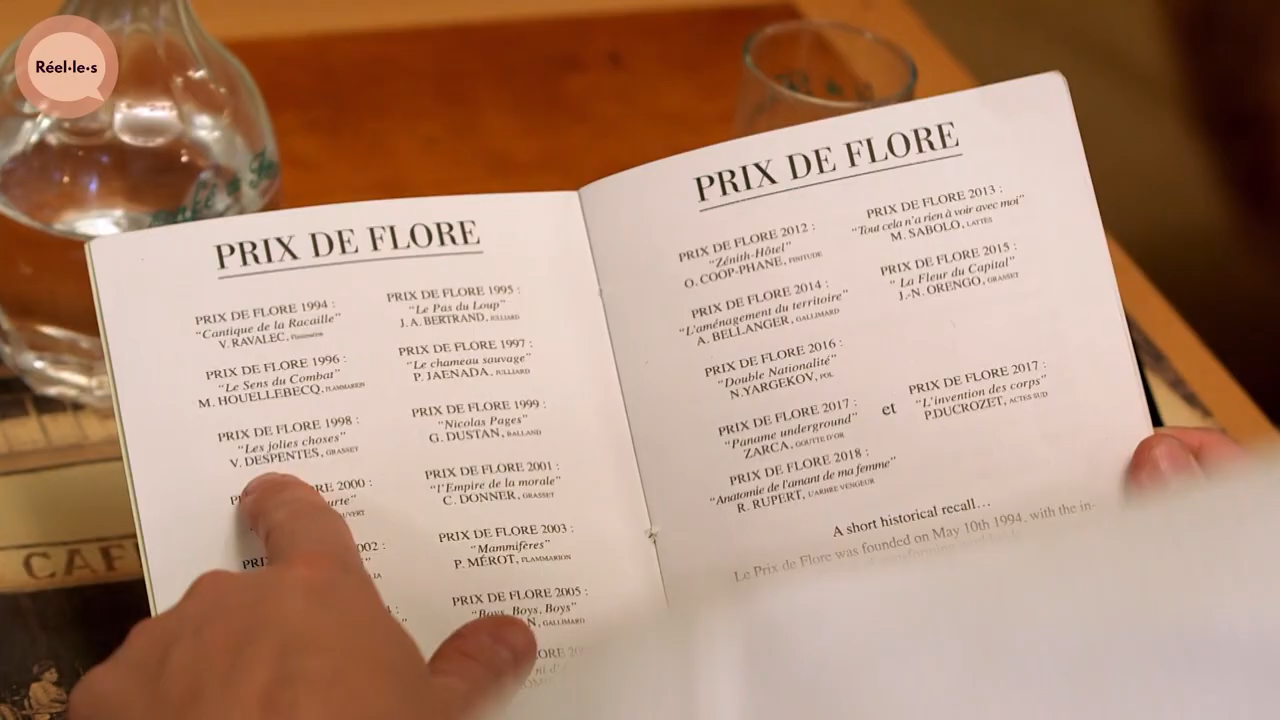 Réel·le·s
PRIX DE FLORE
PRIX DE FLORE 1994 :
“Cantique de la Racaille”
V. RAVALEC, Flammarion
PRIX DE FLORE 1995 :
“Le Pas du Loup”
J. A. BERTRAND, JULLIARD
PRIX DE FLORE 1996 :
“Le Sens du Combat”
M. HOUELLEBECQ, FLAMMARION
PRIX DE FLORE 1997 :
“Le chameau sauvage”
P. JAENADA, JULLIARD
PRIX DE FLORE 1998 :
“Les jolies choses”
V. DESPENTES, GRASSET
PRIX DE FLORE 1999 :
“Nicolas Pages”
G. DUSTAN, BALLAND
2000 :
PRIX DE FLORE 2001 :
“l'Empire de la morale”
C. DONNER, GRASSET
PRIX DE FLORE 2003 :
“Mammifères”
P. MÉROT, FLAMMARION
PRIX DE FLORE 2005 :
“Boys, Boys, Boys”
GALLIMARD
PRIX DE FLORE
PRIX DE FLORE 2012 :
“Zénith-Hôtel”
O. COOP-PHANE, FINITUDE
PRIX DE FLORE 2013 :
“Tout cela n'a rien à voir avec moi”
M. SABOLO, LATTÈS
PRIX DE FLORE 2014 :
“L'aménagement du territoire”
A. BELLANGER, GALLIMARD
PRIX DE FLORE 2015 :
“ La Fleur du Capital”
J.-N. ORENGO, GRASSET
PRIX DE FLORE 2016 :
“Double Nationalité”
N.YARGEKOV, POL
PRIX DE FLORE 2017 :
“Paname underground”
ZARCA, GOUTTE D'OR
et
PRIX DE FLORE 2017 :
“L'invention des corps”
P.DUCROZET, ACTES SUD
PRIX DE FLORE 2018 :
“Anatomie de l'amant de ma femme”
R. RUPERT, L'ARBRE VENGEUR
A short historical recall…
Le Prix de Flore was founded on May 10th 1994, with the in-
CAF